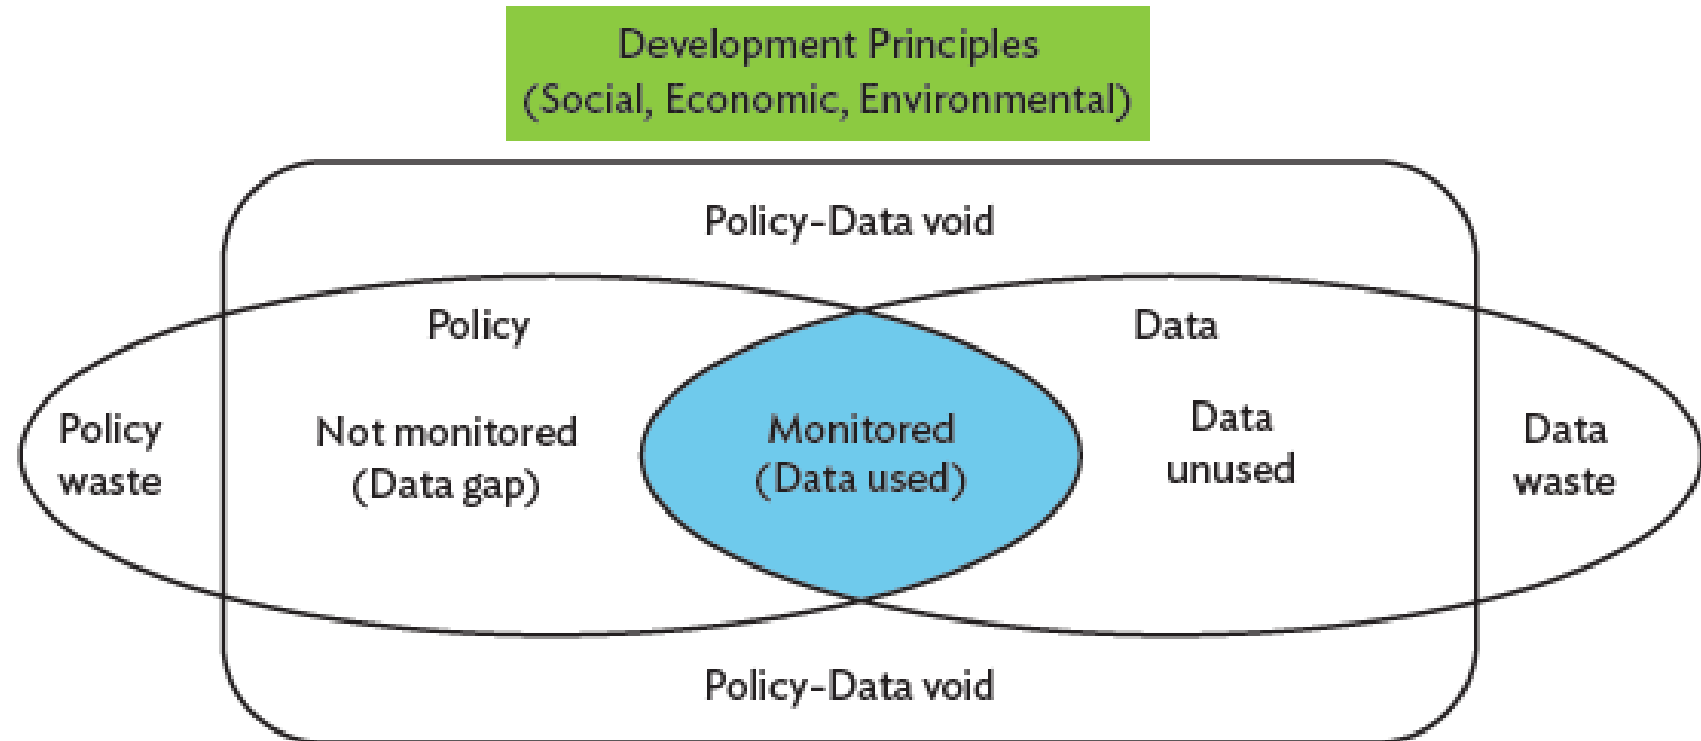 Development Principles
(Social, Economic, Environmental)
Policy-Data void
Policy
Data
Policy
waste
Not monitored
(Data gap)
Monitored
(Data used)
Data
unused
Data
waste
Policy-Data void